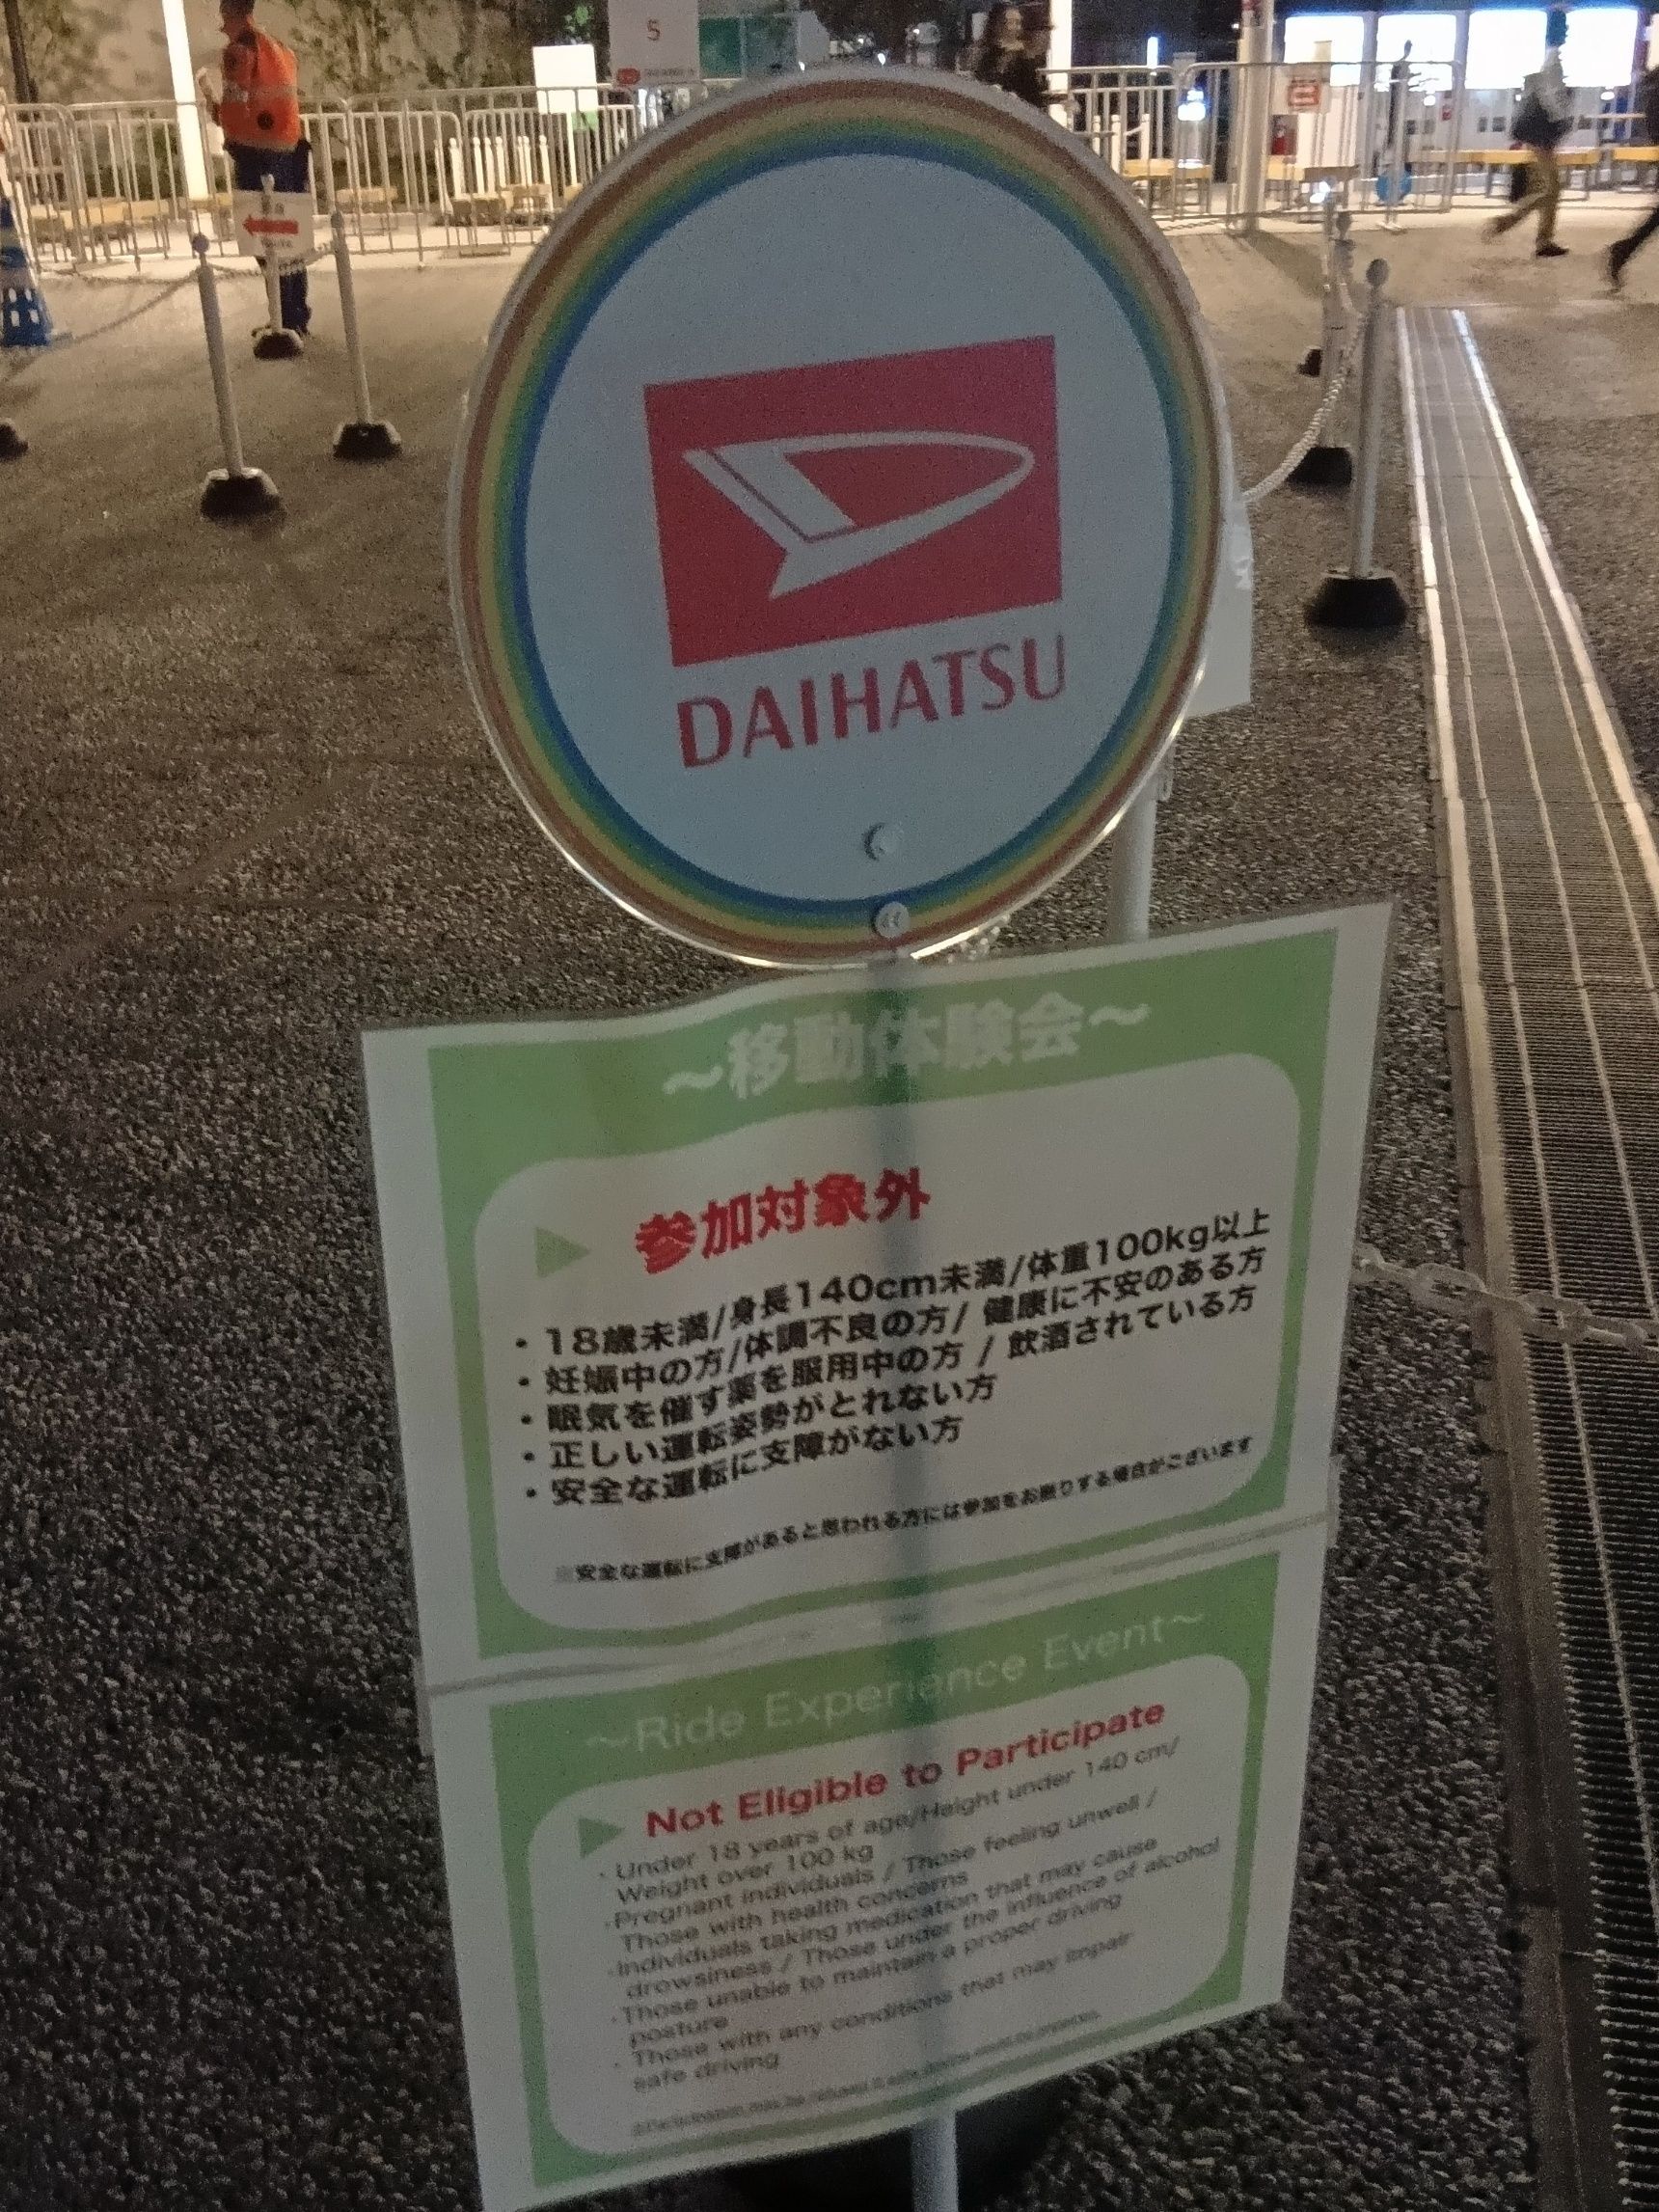 S
DAIHATSU
～移動体験会～
参加対象外
・18歳未満/身長140cm未満/体重100kg以上
・妊娠中の方/体調不良の方/ 健康に不安のある方
・眠気を催す薬を服用中の方 / 飲酒されている方
・正しい運転姿勢がとれない方
・安全な運転に支障がない方
※安全な運転に支障があると思われる方には参加をお断りする場合がございます
～Ride Experience Event～
Not Eligible to Participate
・Under 18 years of age/Height under 140 cm/
Weight over 100 kg
・Pregnant individuals / Those feeling unwell /
Those with health concerns
・Individuals taking medication that may cause
drowsiness / Those under the influence of alcohol
・Those unable to maintain a proper driving
posture
・Those with any conditions that may impair
safe driving